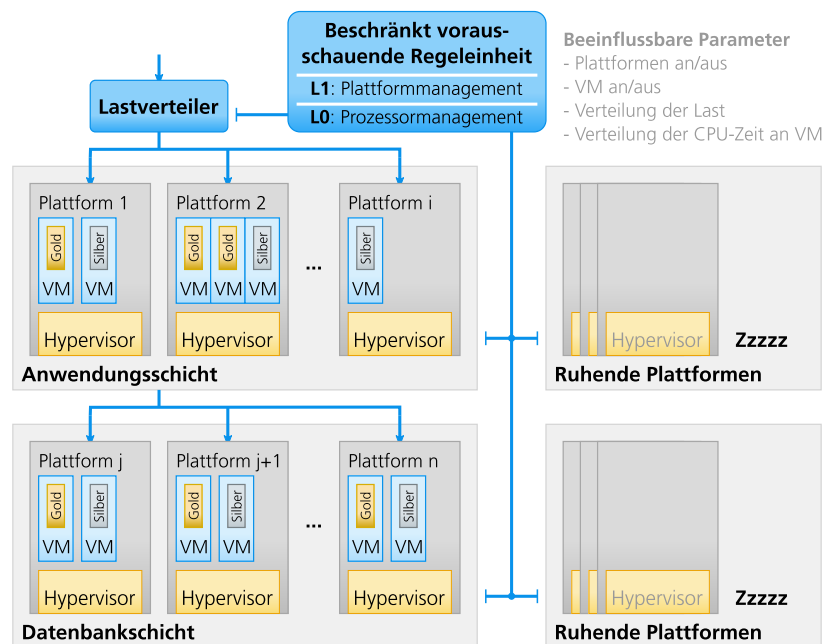 Beschränkt voraus-
schauende Regeleinheit
L1: Plattformmanagement
L0: Prozessormanagement
Beeinflussbare Parameter
- Plattformen an/aus
- VM an/aus
- Verteilung der Last
- Verteilung der CPU-Zeit an VM
Lastverteiler
Plattform 1
Gold
VM
Silber
VM
Hypervisor
Plattform 2
Gold
VM
Gold
VM
Silber
VM
Hypervisor
...
Plattform i
Silber
VM
Hypervisor
Anwendungsschicht
Hypervisor
Zzzzz
Ruhende Plattformen
Plattform j
Gold
VM
Silber
VM
Hypervisor
Plattform j+1
Gold
VM
Silber
VM
Hypervisor
...
Plattform n
Gold
VM
Silber
VM
Hypervisor
Datenbankschicht
Hypervisor
Zzzzz
Ruhende Plattformen